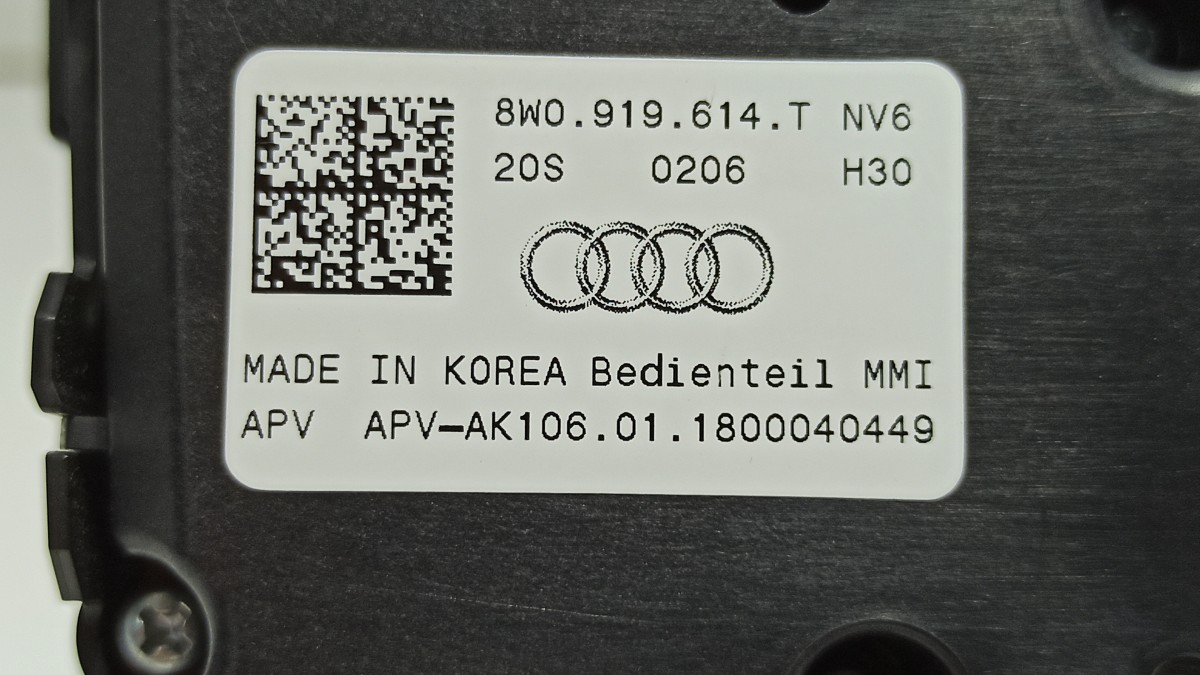 8W0.919.614.T NV6
20S 0206 H30
MADE IN KOREA Bedienteil MMI
APV APV-AK106.01.1800040449